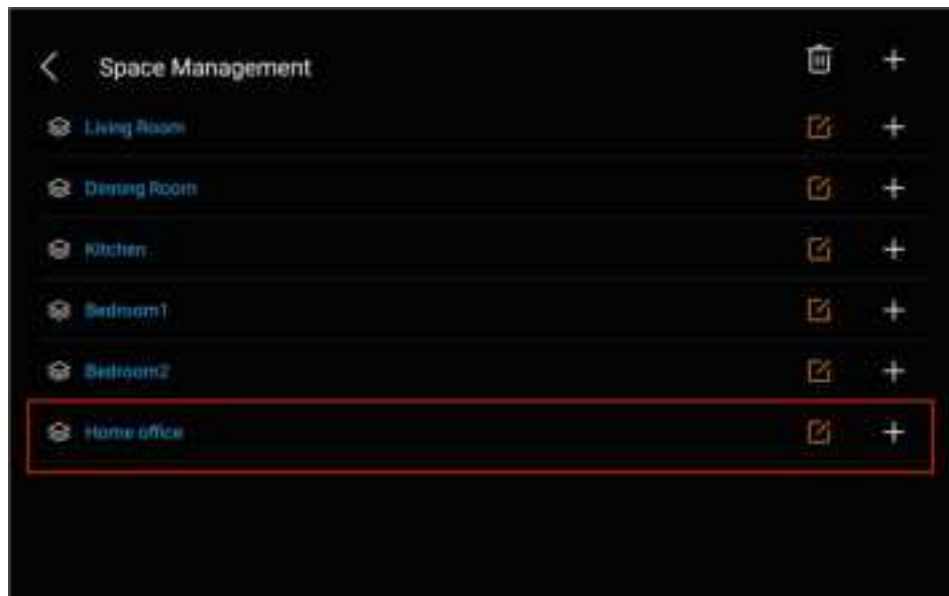 Space Management
Living Room
Dinning Room
Kitchen
Bedroom1
Bedroom2
Home office